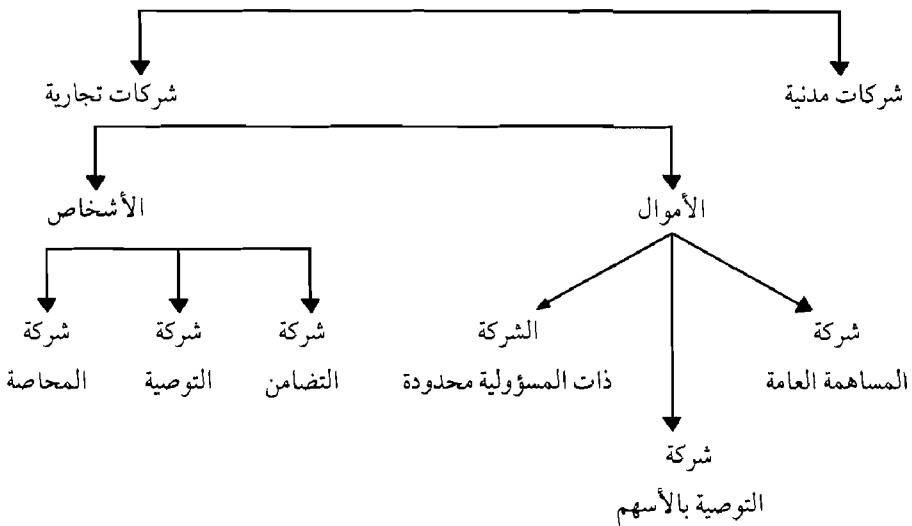 شركات مدنية
شركات تجارية
الأموال
الأشخاص
شركة
المساهمة العامة
الشركة
ذات المسؤولية محدودة
شركة
التوصية بالأسهم
شركة
التضامن
شركة
التوصية
شركة
المحاصة